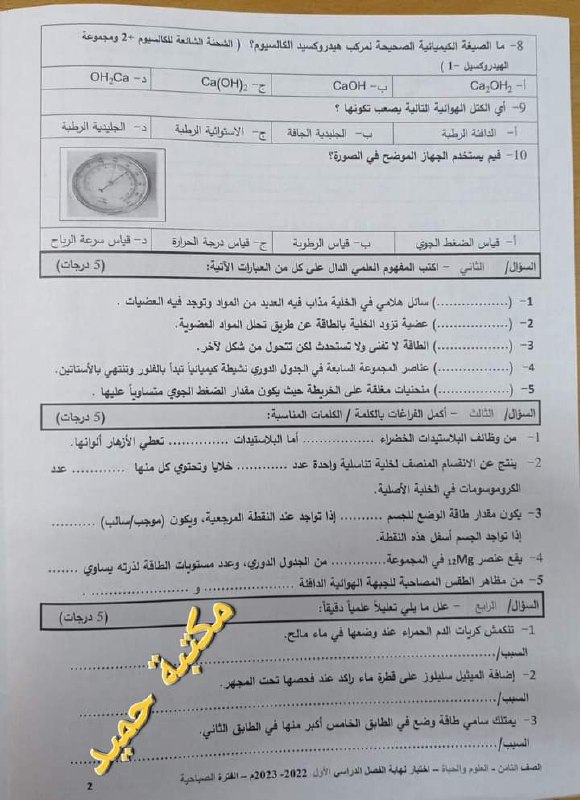 8- ما الصيغة الكيميائية الصحيحة لمركب هيدروكسيد الكالسيوم؟ ( الشحنة الشائعة للكالسيوم +2 ومجموعة
الهيدروكسيل -1 )
أ- Ca₂OH₂ ب- CaOH ج- Ca(OH)₂ د- OH₂Ca
9- أي الكتل الهوائية التالية يصعب تكونها ؟
أ- الدافئة الرطبة ب- الجليدية الجافة ج- الاستوائية الرطبة د- الجليدية الرطبة
10- فيم يستخدم الجهاز الموضح في الصورة؟
أ- قياس الضغط الجوي ب- قياس الرطوبة ج- قياس درجة الحرارة د- قياس سرعة الرياح
السؤال/ الثاني - اكتب المفهوم العلمي الدال على كل من العبارات الآتية: (5 درجات)
1- (...............) سائل هلامي في الخلية مذاب فيه العديد من المواد وتوجد فيه العضيات .
2- (...............) عضية تزود الخلية بالطاقة عن طريق تحلل المواد العضوية.
3- (...............) الطاقة لا تفنى ولا تستحدث لكن تتحول من شكل لآخر.
4- (...............) عناصر المجموعة السابعة في الجدول الدوري نشيطة كيميائياً تبدأ بالفلور وتنتهي بالأستاتين.
5- (...............) منحنيات مغلقة على الخريطة حيث يكون مقدار الضغط الجوي متساوياً عليها .
السؤال/ الثالث - أكمل الفراغات بالكلمة / الكلمات المناسبة: (5 درجات)
1- من وظائف البلاستيدات الخضراء ............... أما البلاستيدات ............ تعطي الأزهار ألوانها.
2- ينتج عن الانقسام المنصف لخلية تناسلية واحدة عدد ............ خلايا وتحتوي كل منها ............ عدد
الكروموسومات في الخلية الأصلية.
3- يكون مقدار طاقة الوضع للجسم .......... إذا تواجد عند النقطة المرجعية، ويكون (موجب/سالب) ..........
إذا تواجد الجسم أسفل هذه النقطة.
4- يقع عنصر ₁₂Mg في المجموعة............ من الجدول الدوري، وعدد مستويات الطاقة لذرته يساوي .......
5- من مظاهر الطقس المصاحبة للجبهة الهوائية الدافئة .................. و .................. .
السؤال/ الرابع - علل ما يلي تعليلاً علمياً دقيقاً: (5 درجات)
1- تنكمش كريات الدم الحمراء عند وضعها في ماء مالح.
السبب/........................................
2- إضافة الميثيل سليلوز على قطرة ماء راكد عند فحصها تحت المجهر.
السبب/........................................
3- يمتلك سامي طاقة وضع في الطابق الخامس أكبر منها في الطابق الثاني.
السبب/........................................
الصف الثامن - العلوم والحياة - اختبار نهاية الفصل الدراسي الأول 2022- 2023م - الفترة الصباحية
2
مكتبة حميد